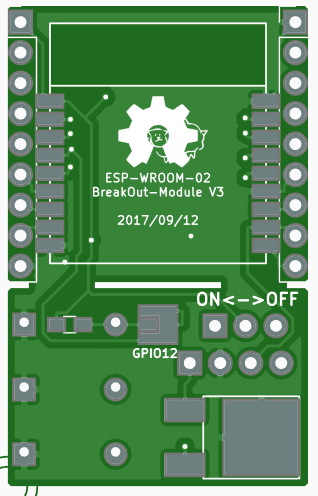 ESP-WROOM-02
BreakOut-Module V3
2017/09/12
ON<->OFF
GPIO12